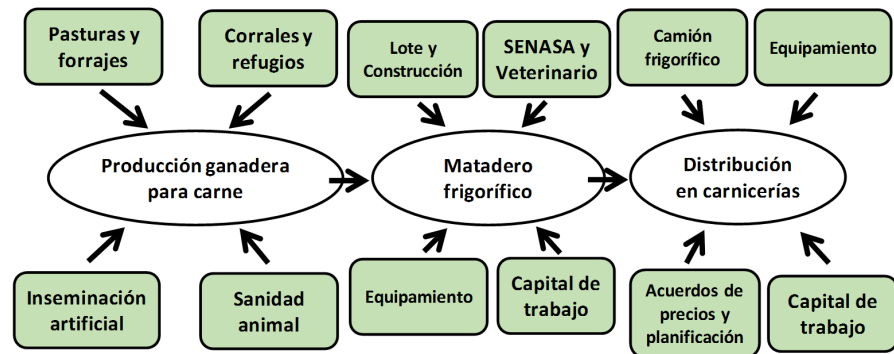 Pasturas y
forrajes
Corrales y
refugios
Lote y
Construcción
SENASA y
Veterinario
Camión
frigorífico
Equipamiento
Producción ganadera
para carne
Matadero
frigorífico
Distribución
en carnicerías
Inseminación
artificial
Sanidad
animal
Equipamiento
Capital de
trabajo
Acuerdos de
precios y
planificación
Capital de
trabajo